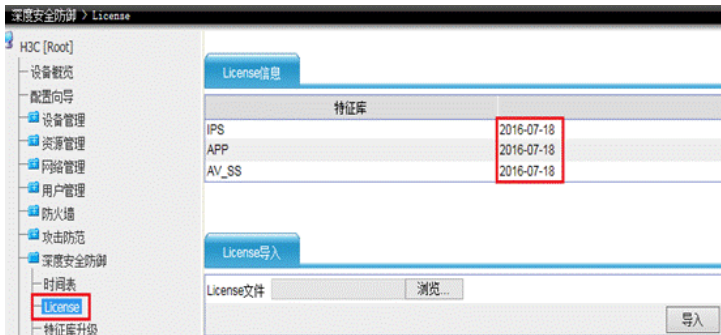 深度安全防御 > License
H3C [Root]
设备概览
配置向导
设备管理
资源管理
网络管理
用户管理
防火墙
攻击防范
深度安全防御
时间表
License
特征库升级
License信息
特征库
IPS 2016-07-18
APP 2016-07-18
AV_SS 2016-07-18
License导入
License文件 浏览...
导入